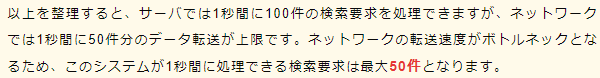 以上を整理すると、サーバでは1秒間に100件の検索要求を処理できますが、ネットワーク
では1秒間に50件分のデータ転送が上限です。ネットワークの転送速度がボトルネックとな
るため、このシステムが1秒間に処理できる検索要求は最大50件となります。